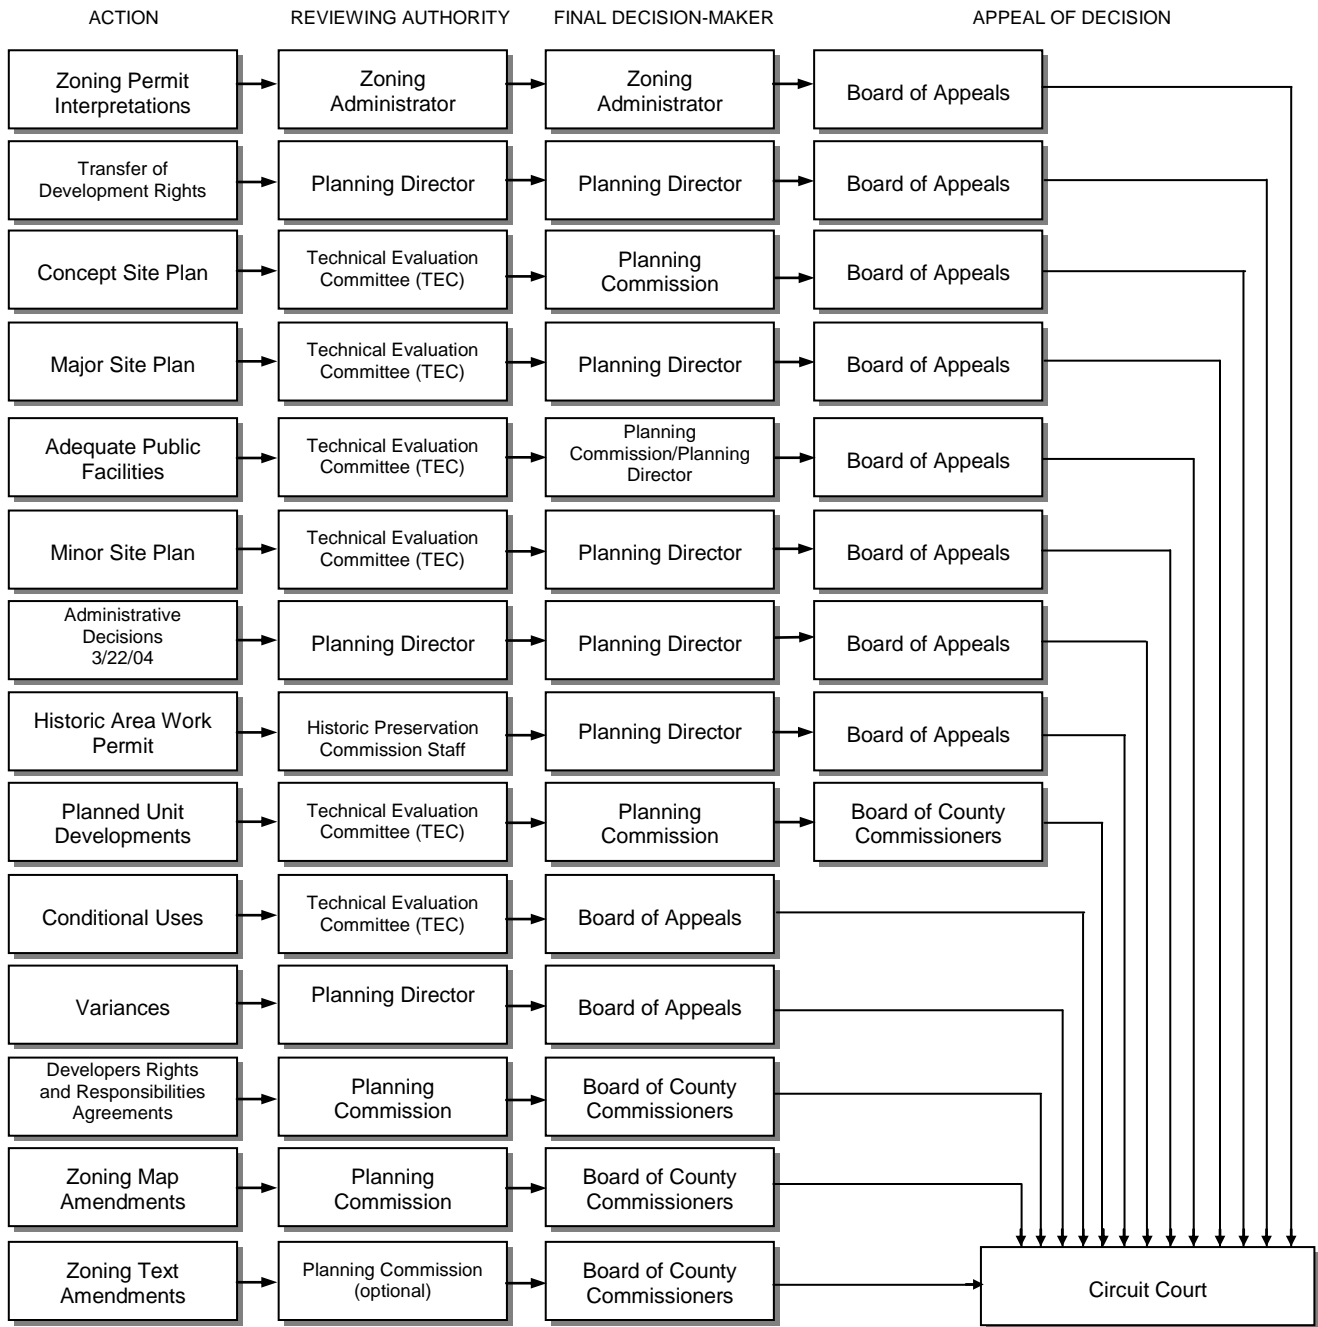 ACTION REVIEWING AUTHORITY FINAL DECISION-MAKER APPEAL OF DECISION
Zoning Permit
Interpretations
Zoning
Administrator
Zoning
Administrator
Board of Appeals
Transfer of
Development Rights
Planning Director
Planning Director
Board of Appeals
Concept Site Plan
Technical Evaluation
Committee (TEC)
Planning
Commission
Board of Appeals
Major Site Plan
Technical Evaluation
Committee (TEC)
Planning Director
Board of Appeals
Adequate Public
Facilities
Technical Evaluation
Committee (TEC)
Planning
Commission/Planning
Director
Board of Appeals
Minor Site Plan
Technical Evaluation
Committee (TEC)
Planning Director
Board of Appeals
Administrative
Decisions
3/22/04
Planning Director
Planning Director
Board of Appeals
Historic Area Work
Permit
Historic Preservation
Commission Staff
Planning Director
Board of Appeals
Planned Unit
Developments
Technical Evaluation
Committee (TEC)
Planning
Commission
Board of County
Commissioners
Conditional Uses
Technical Evaluation
Committee (TEC)
Board of Appeals
Variances
Planning Director
Board of Appeals
Developers Rights
and Responsibilities
Agreements
Planning
Commission
Board of County
Commissioners
Zoning Map
Amendments
Planning
Commission
Board of County
Commissioners
Zoning Text
Amendments
Planning Commission
(optional)
Board of County
Commissioners
Circuit Court